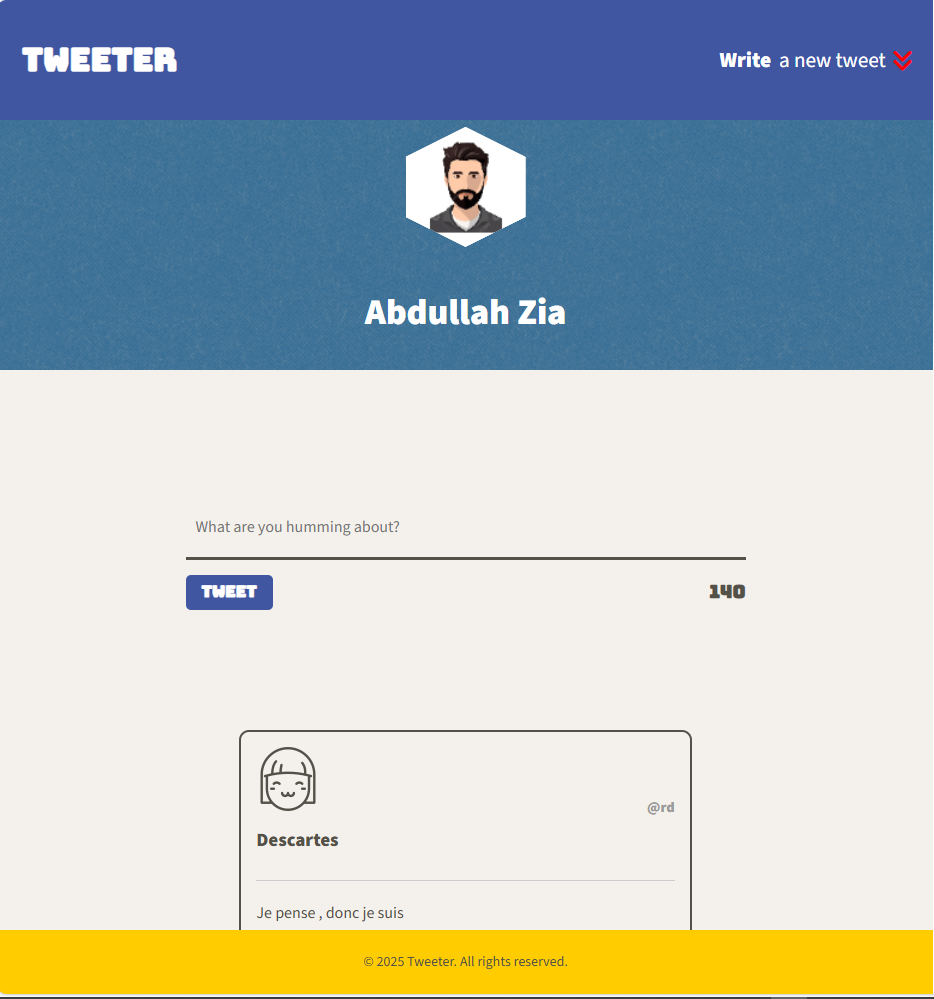 TWEETER
Write a new tweet
Abdullah Zia
What are you humming about?
TWEET
140
@rd
Descartes
Je pense , donc je suis
© 2025 Tweeter. All rights reserved.